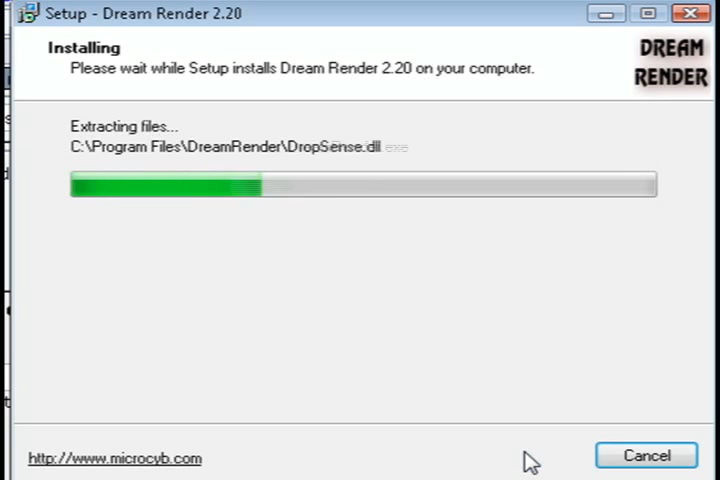 Setup - Dream Render 2.20
Installing
Please wait while Setup installs Dream Render 2.20 on your computer.
DREAM
RENDER
Extracting files...
C:\Program Files\DreamRender\DropSense.dll
http://www.microcyb.com
Cancel